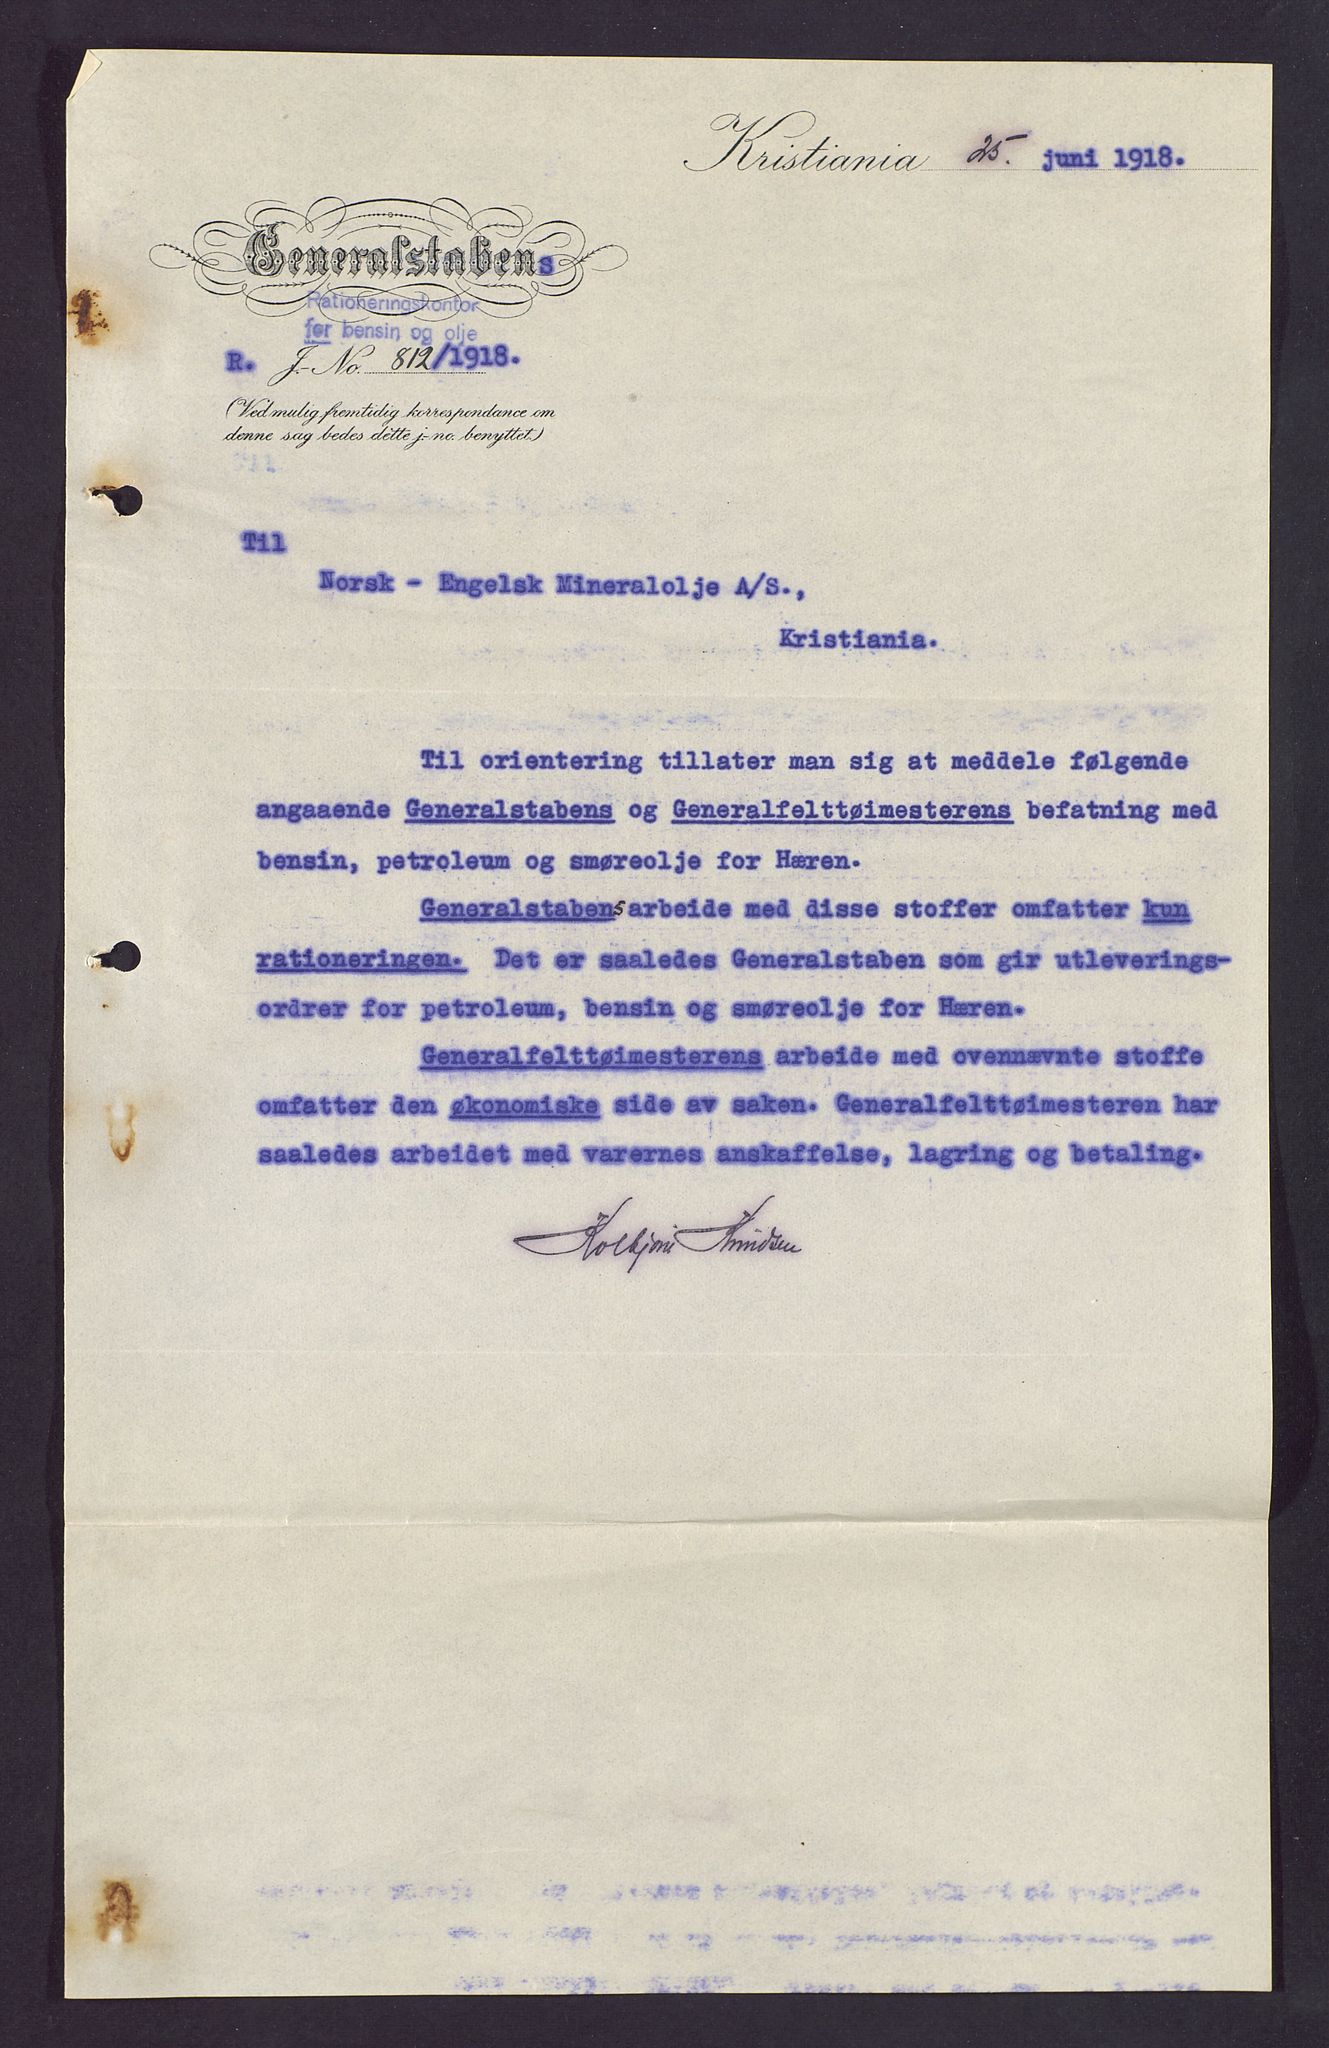 Kristiania 25. juni 1918.
Generalstabens
Rationeringskontor
for bensin og olje
R. J.-No. 812/1918.
(Ved mulig fremtidig korrespondance om
denne sag bedes dette j.-no. benyttet.)
Til
Norsk - Engelsk Mineralolje A/S.,
Kristiania.
Til orientering tillater man sig at meddele følgende
angaaende Generalstabens og Generalfelttøimesterens befatning med
bensin, petroleum og smøreolje for Hæren.
Generalstabens arbeide med disse stoffer omfatter kun
rationeringen. Det er saaledes Generalstaben som gir utleverings-
ordrer for petroleum, bensin og smøreolje for Hæren.
Generalfelttøimesterens arbeide med ovennævnte stoffe
omfatter den økonomiske side av saken. Generalfelttøimesteren har
saaledes arbeidet med varernes anskaffelse, lagring og betaling.
Kolbjørn Knudsen